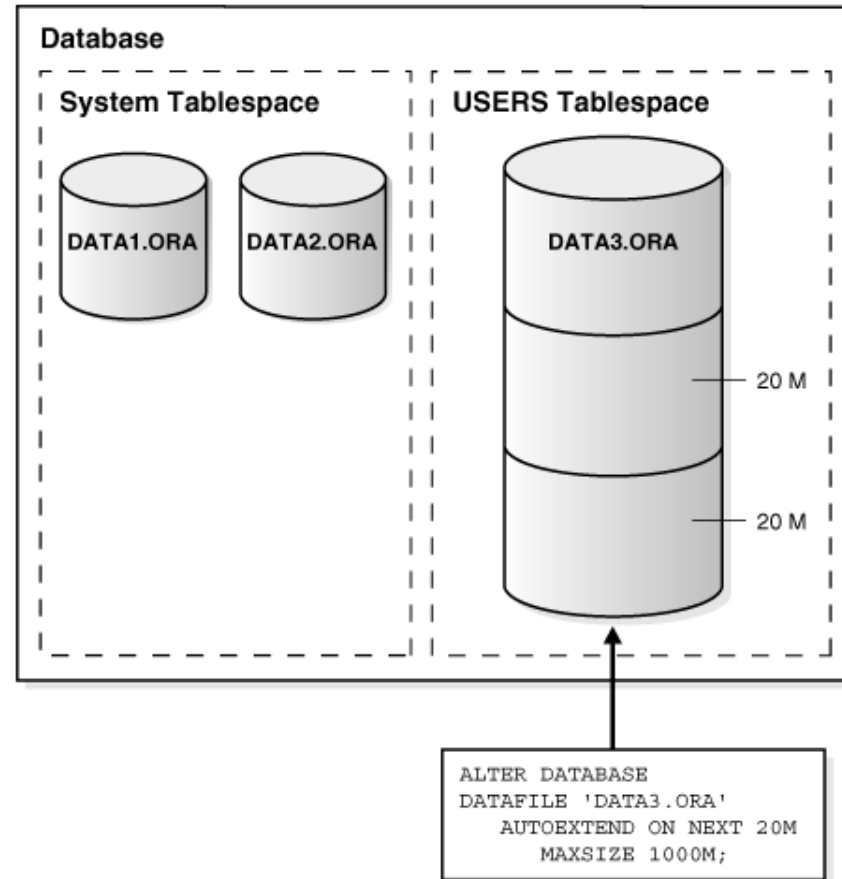 Database
System Tablespace
USERS Tablespace
DATA1.ORA
DATA2.ORA
DATA3.ORA
20 M
20 M
ALTER DATABASE
DATAFILE 'DATA3.ORA'
AUTOEXTEND ON NEXT 20M
MAXSIZE 1000M;